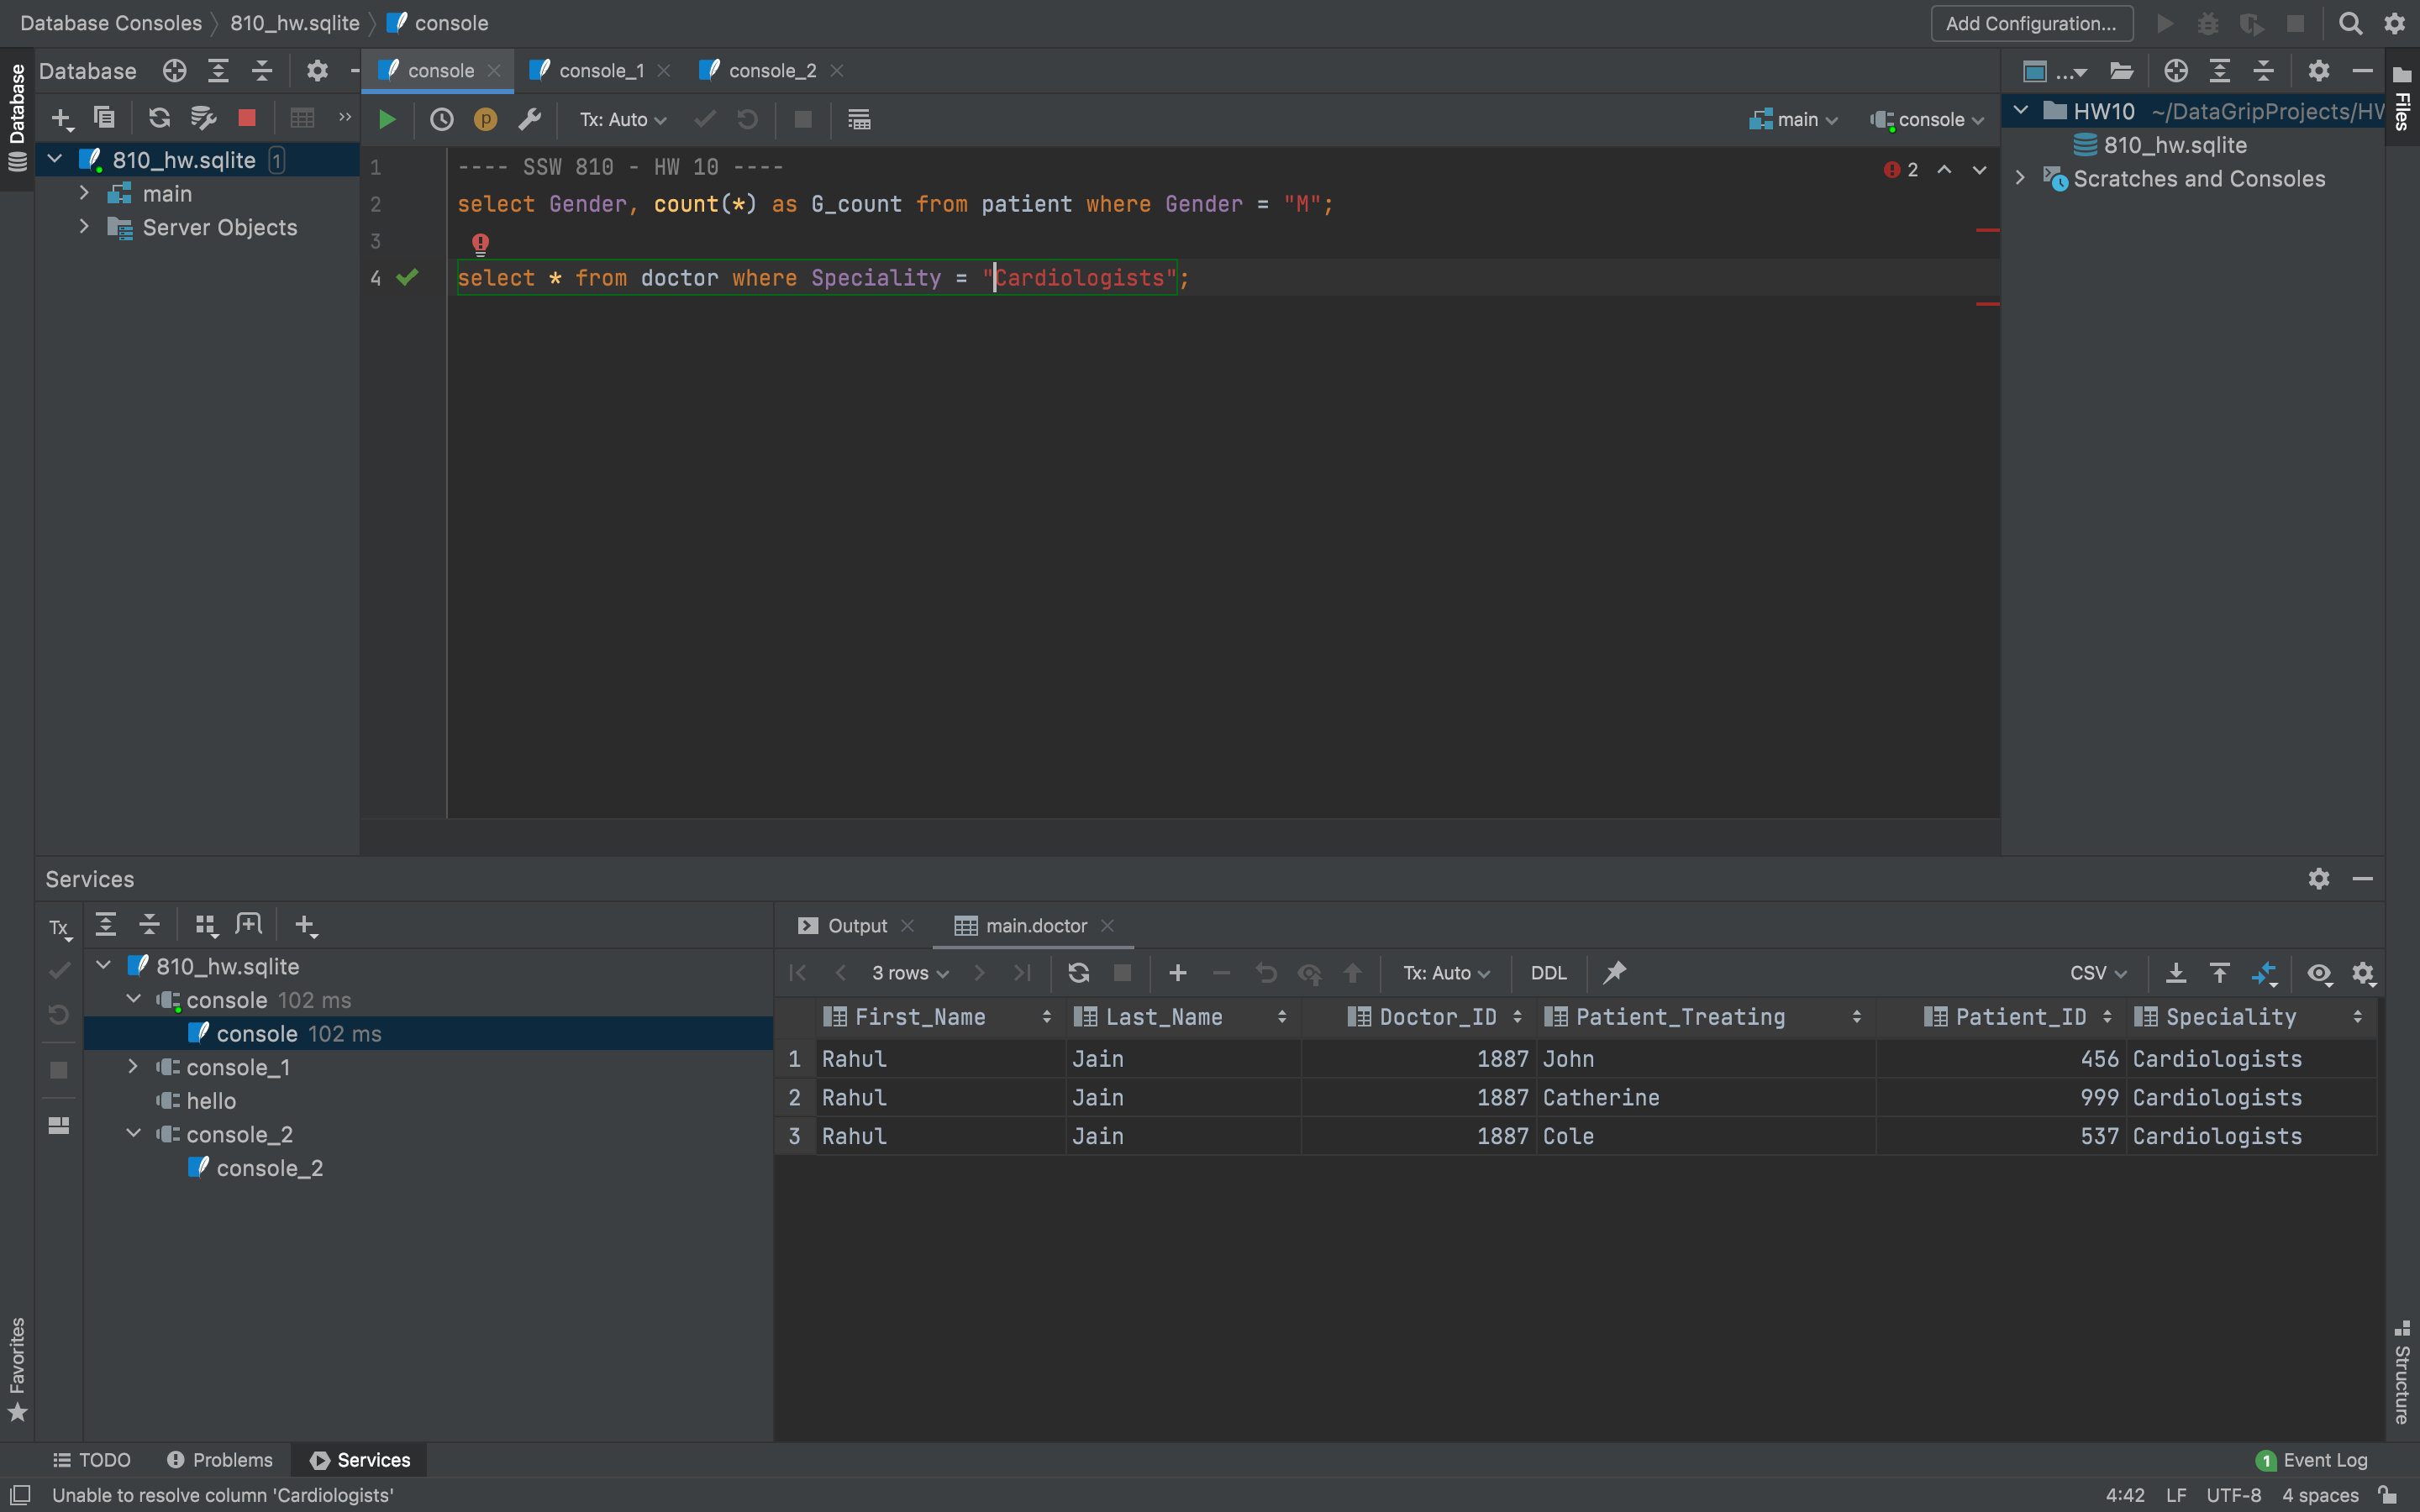 Database Consoles 810_hw.sqlite console
Add Configuration...
Database
console console_1 console_2
...
Tx: Auto
main console
Database
810_hw.sqlite 1
main
Server Objects
1 ---- SSW 810 - HW 10 ----
2 select Gender, count(*) as G_count from patient where Gender = "M";
3
4 select * from doctor where Speciality = "Cardiologists";
2
HW10 ~/DataGripProjects/HW
810_hw.sqlite
Scratches and Consoles
Files
Services
Tx
810_hw.sqlite
console 102 ms
console 102 ms
console_1
hello
console_2
console_2
Output main.doctor
3 rows Tx: Auto DDL CSV
First_Name Last_Name Doctor_ID Patient_Treating Patient_ID Speciality
1 Rahul Jain 1887 John 456 Cardiologists
2 Rahul Jain 1887 Catherine 999 Cardiologists
3 Rahul Jain 1887 Cole 537 Cardiologists
Favorites
Structure
TODO Problems Services
1 Event Log
Unable to resolve column 'Cardiologists'
4:42 LF UTF-8 4 spaces